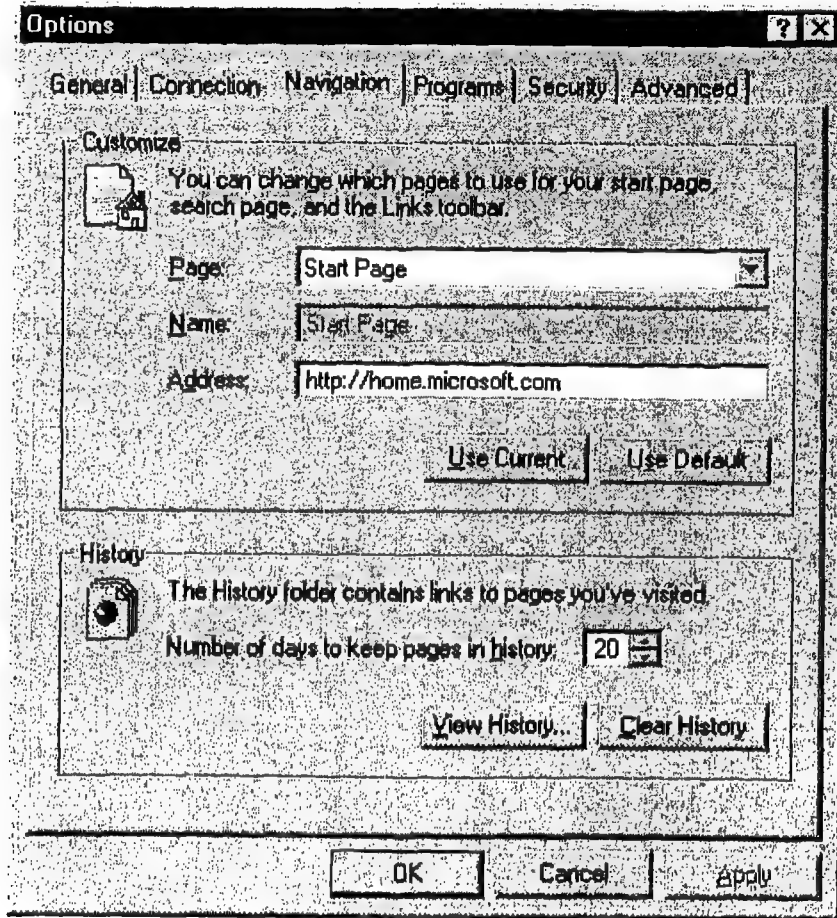 Options
General Connection Navigation Programs Security Advanced
Customize
You can change which pages to use for your start page,
search page, and the Links toolbar.
Page: Start Page
Name: Start Page
Address: http://home.microsoft.com
Use Current Use Default
History
The History folder contains links to pages you've visited.
Number of days to keep pages in history: 20
View History... Clear History
OK Cancel Apply